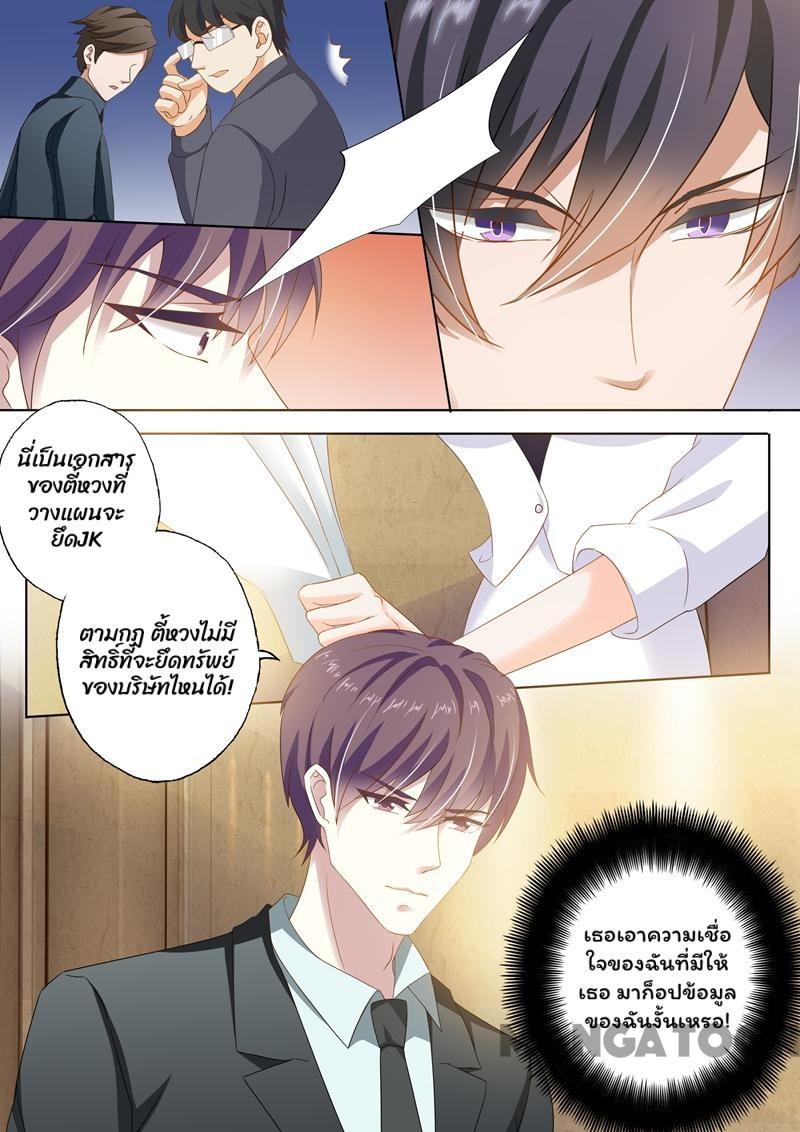 นี่เป็นเอกสาร
ของตี้หวงที่
วางแผนจะ
ยึดJK
ตามกฎ ตี้หวงไม่มี
สิทธิ์ที่จะยึดทรัพย์
ของบริษัทไหนได้!
เธอเอาความเชื่อ
ใจของฉันที่มีให้
เธอ มาก็อปข้อมูล
ของฉันงั้นเหรอ!
MANGATOON